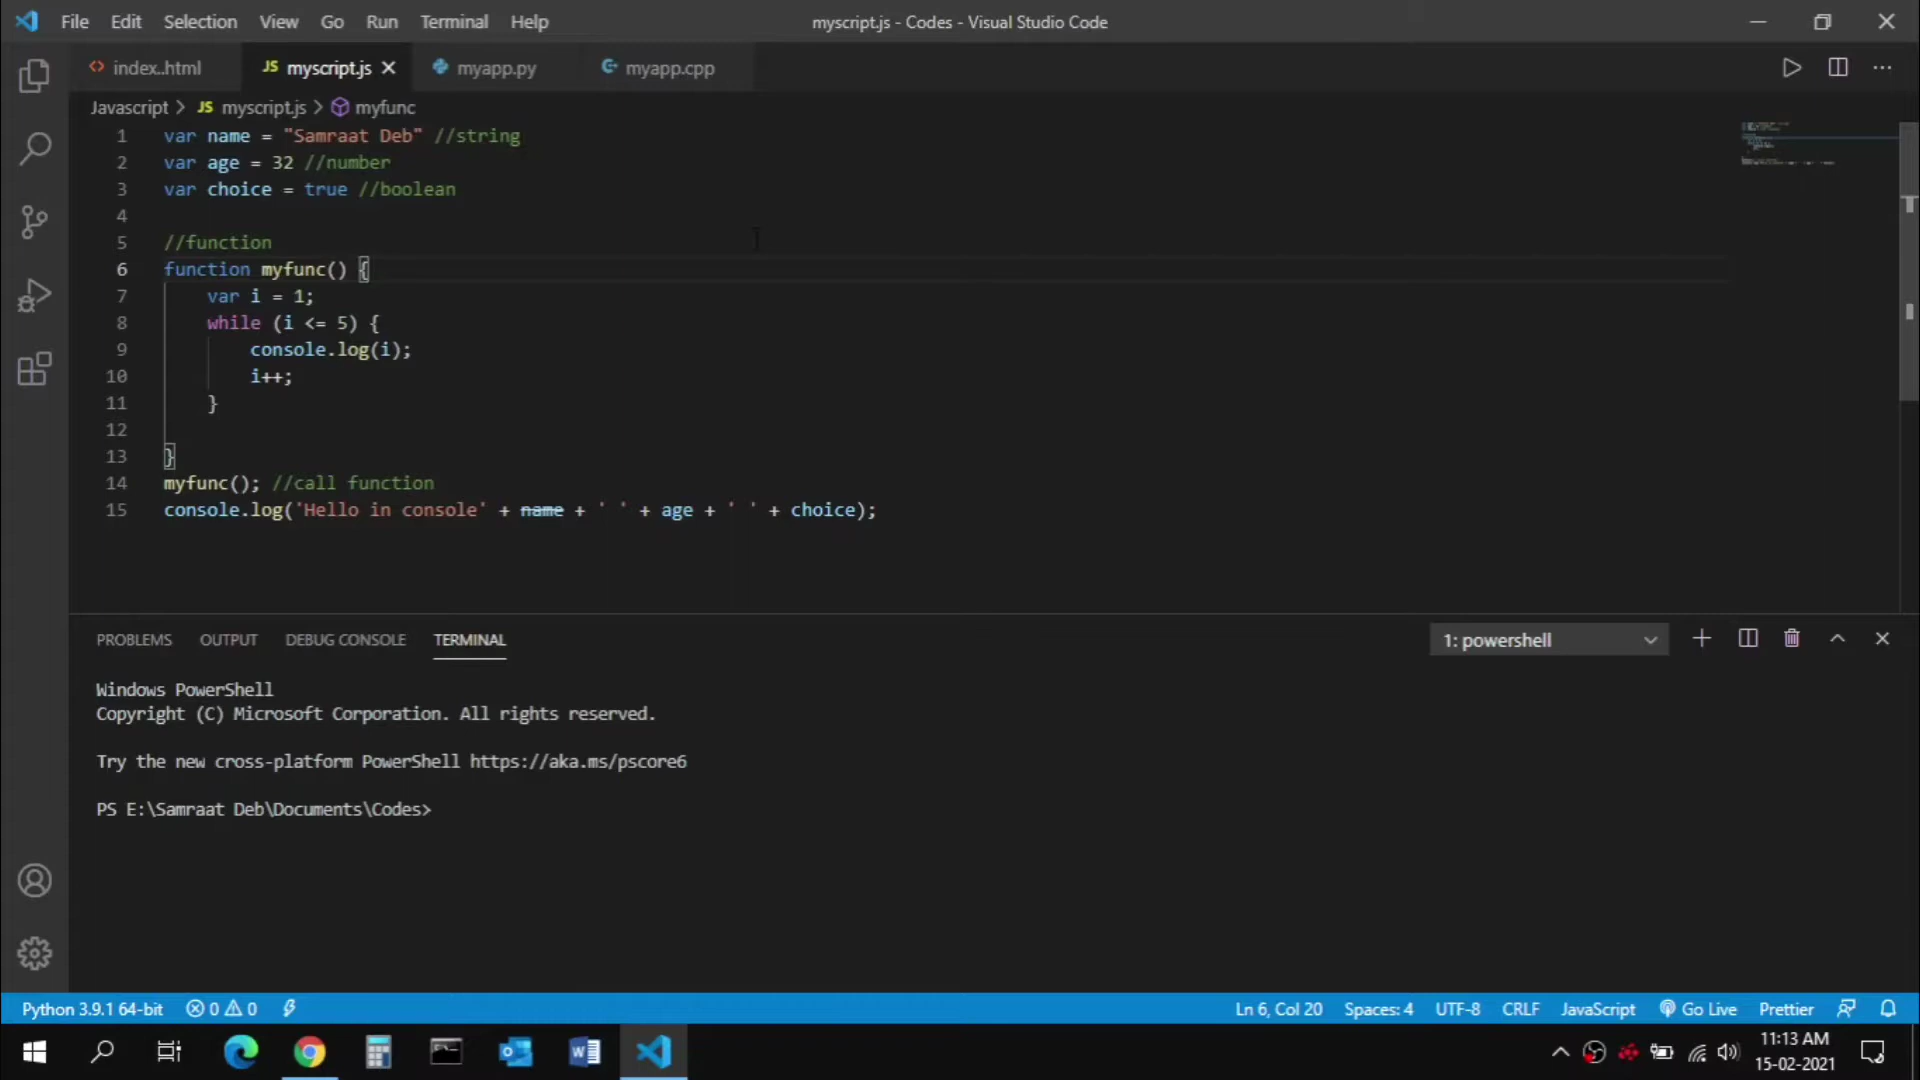 File Edit Selection View Go Run Terminal Help
myscript.js - Codes - Visual Studio Code
index..html
JS myscript.js
myapp.py
myapp.cpp
Javascript > JS myscript.js > myfunc
1 var name = "Samraat Deb" //string
2 var age = 32 //number
3 var choice = true //boolean
4
5 //function
6 function myfunc() {
7 var i = 1;
8 while (i <= 5) {
9 console.log(i);
10 i++;
11 }
12
13 }
14 myfunc(); //call function
15 console.log('Hello in console' + name + ' ' + age + ' ' + choice);
PROBLEMS OUTPUT DEBUG CONSOLE TERMINAL
1: powershell
Windows PowerShell
Copyright (C) Microsoft Corporation. All rights reserved.
Try the new cross-platform PowerShell https://aka.ms/pscore6
PS E:\Samraat Deb\Documents\Codes>
Python 3.9.1 64-bit 0 0
Ln 6, Col 20 Spaces: 4 UTF-8 CRLF JavaScript Go Live Prettier
11:13 AM
15-02-2021